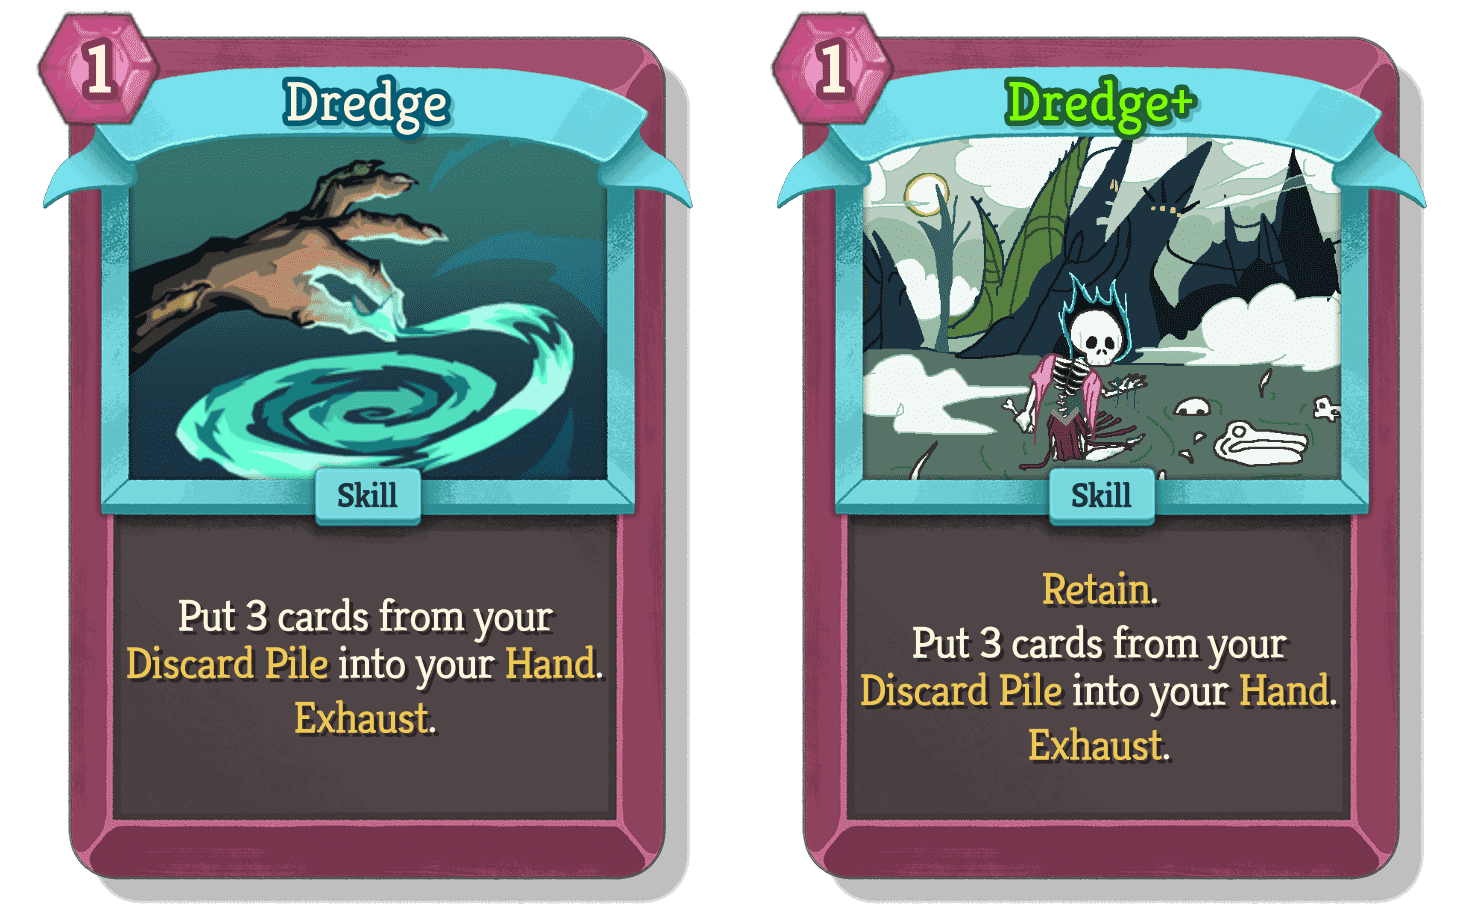 1
Dredge
Skill
Put 3 cards from your
Discard Pile into your Hand.
Exhaust.
1
Dredge+
Skill
Retain.
Put 3 cards from your
Discard Pile into your Hand.
Exhaust.